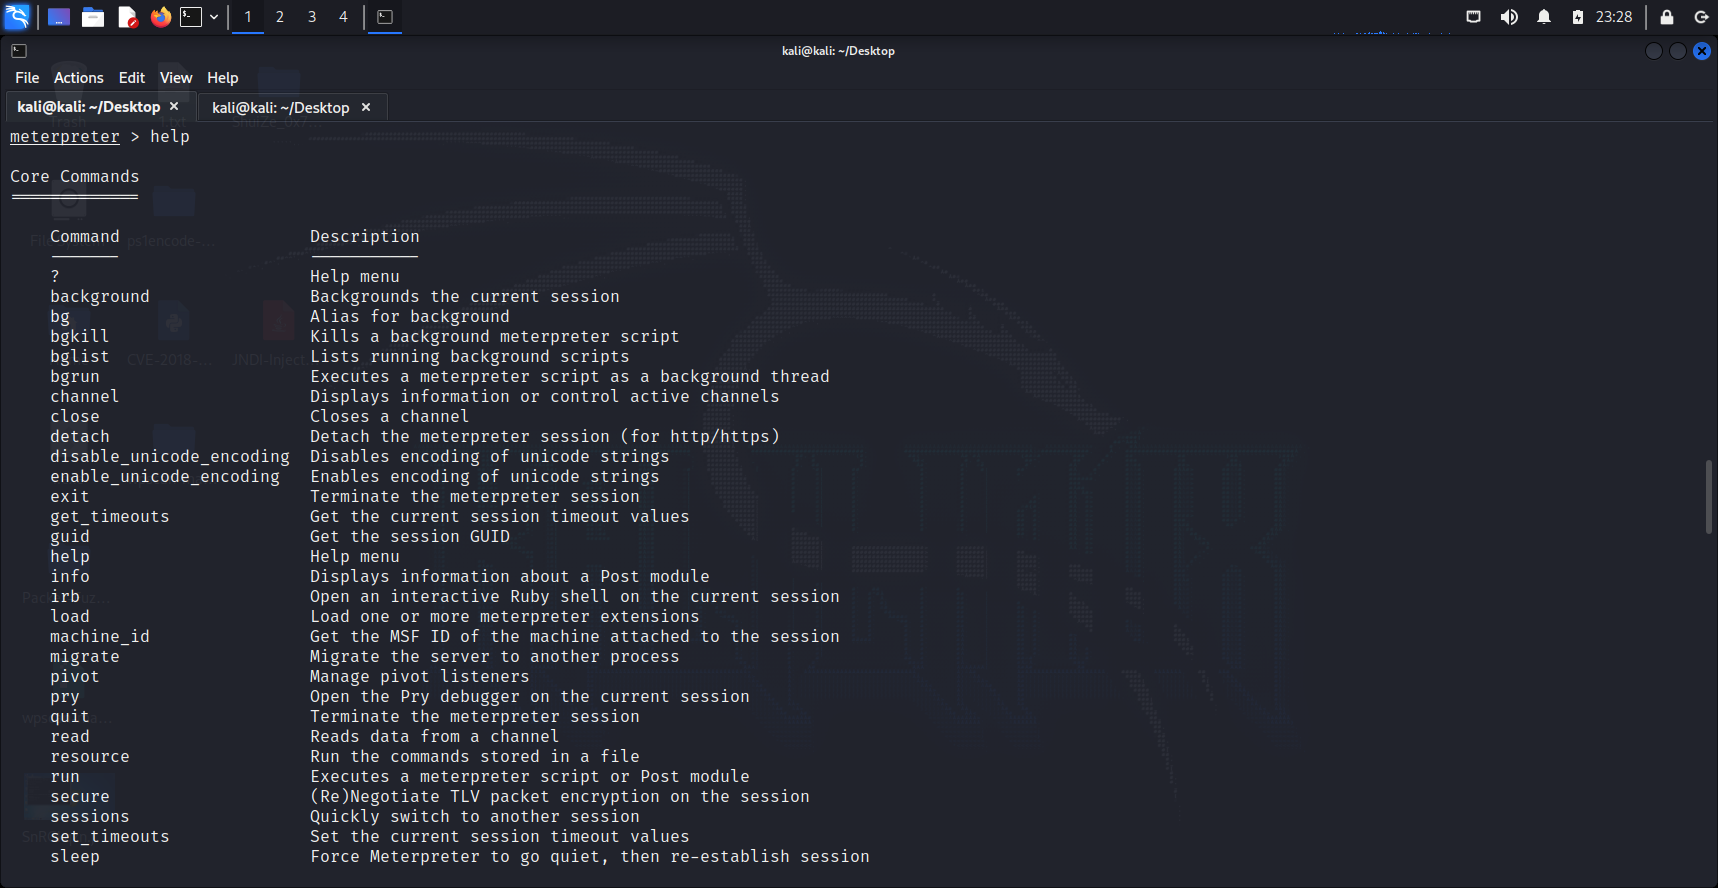 1 2 3 4 23:28
kali@kali: ~/Desktop
File Actions Edit View Help
kali@kali: ~/Desktop × kali@kali: ~/Desktop ×
meterpreter > help
Core Commands
=============
Command Description
------- -----------
? Help menu
background Backgrounds the current session
bg Alias for background
bgkill Kills a background meterpreter script
bglist Lists running background scripts
bgrun Executes a meterpreter script as a background thread
channel Displays information or control active channels
close Closes a channel
detach Detach the meterpreter session (for http/https)
disable_unicode_encoding Disables encoding of unicode strings
enable_unicode_encoding Enables encoding of unicode strings
exit Terminate the meterpreter session
get_timeouts Get the current session timeout values
guid Get the session GUID
help Help menu
info Displays information about a Post module
irb Open an interactive Ruby shell on the current session
load Load one or more meterpreter extensions
machine_id Get the MSF ID of the machine attached to the session
migrate Migrate the server to another process
pivot Manage pivot listeners
pry Open the Pry debugger on the current session
quit Terminate the meterpreter session
read Reads data from a channel
resource Run the commands stored in a file
run Executes a meterpreter script or Post module
secure (Re)Negotiate TLV packet encryption on the session
sessions Quickly switch to another session
set_timeouts Set the current session timeout values
sleep Force Meterpreter to go quiet, then re-establish session